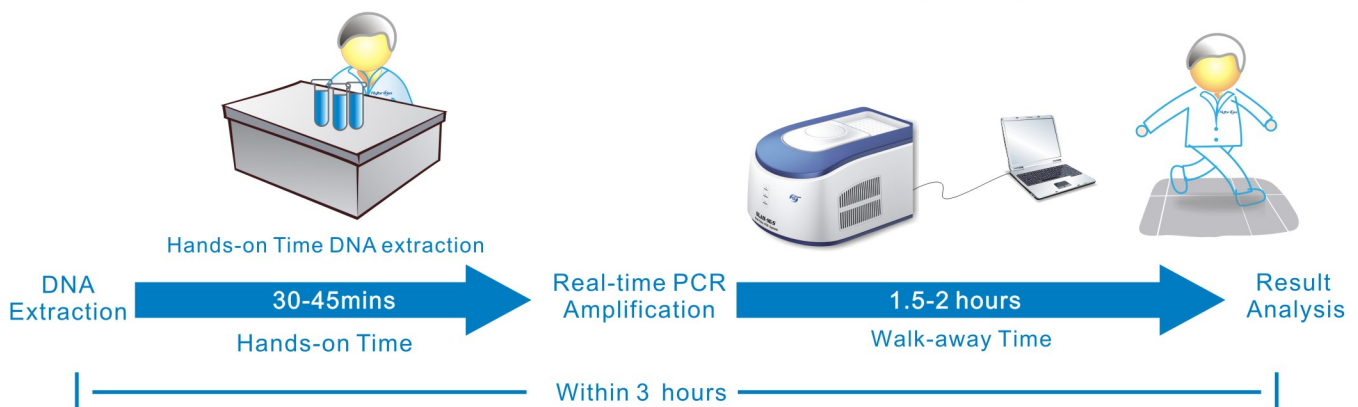 Hands-on Time DNA extraction
DNA
Extraction
30-45mins
Hands-on Time
Real-time PCR
Amplification
1.5-2 hours
Walk-away Time
Result
Analysis
Within 3 hours